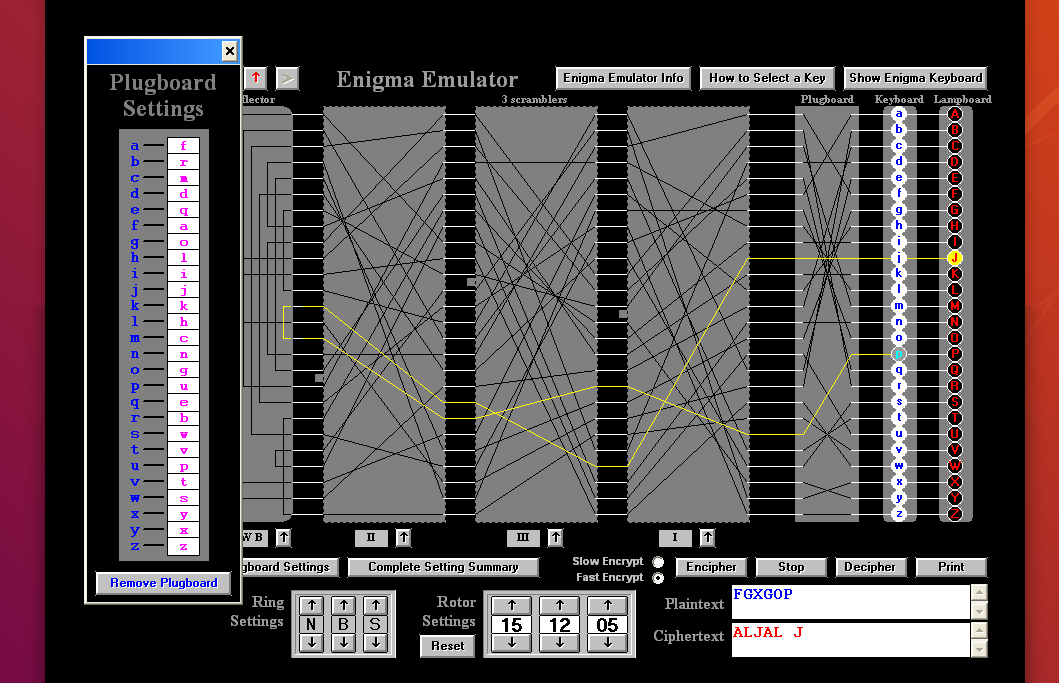 Plugboard
Settings
a f
b r
c m
d d
e q
f a
g o
h l
i i
j j
k k
l h
m c
n n
o g
p u
q e
r b
s w
t v
u p
v t
w s
x y
y x
z z
Remove Plugboard
Enigma Emulator
Enigma Emulator Info
How to Select a Key
Show Enigma Keyboard
flector
3 scramblers
Plugboard
Keyboard
Lampboard
a A
b B
c C
d D
e E
f F
g G
h H
i I
j J
k K
l L
m M
n N
o O
p P
q Q
r R
s S
t T
u U
v V
w W
x X
y Y
z Z
W B
II
III
I
gboard Settings
Complete Setting Summary
Slow Encrypt
Fast Encrypt
Encipher
Stop
Decipher
Print
Ring
Settings
N B S
Rotor
Settings
15 12 05
Reset
Plaintext
FGXGOP
Ciphertext
ALJAL J